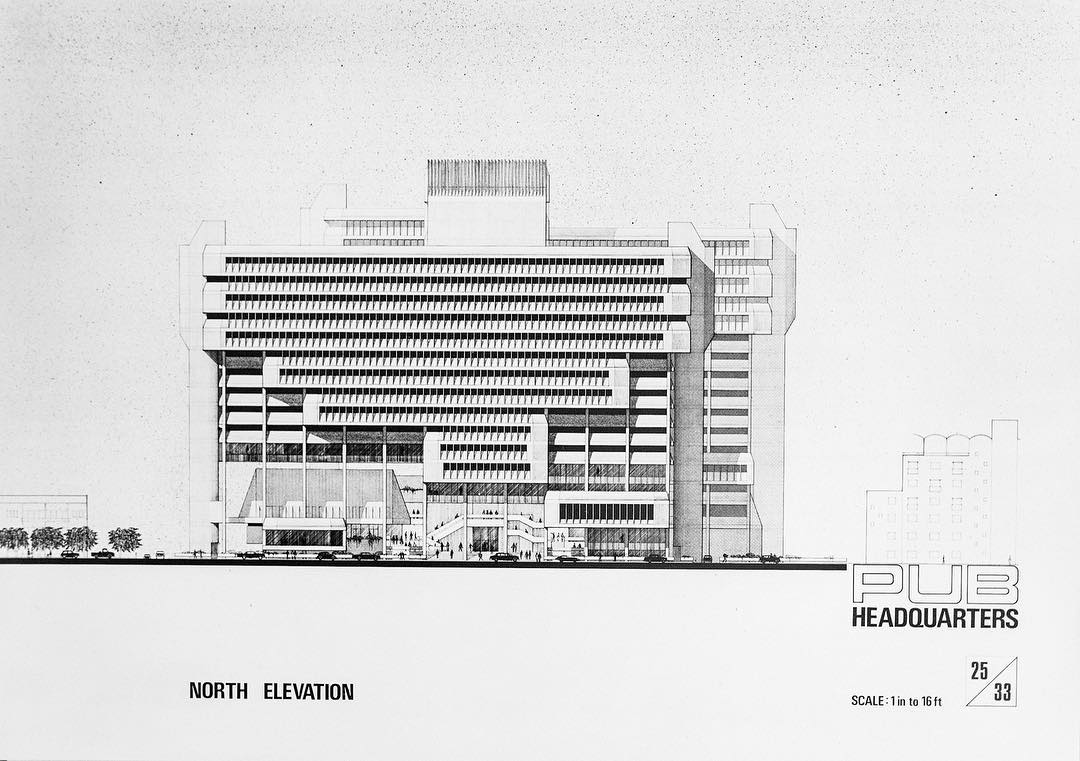 PUB
HEADQUARTERS
25
33
NORTH ELEVATION
SCALE: 1 in to 16 ft